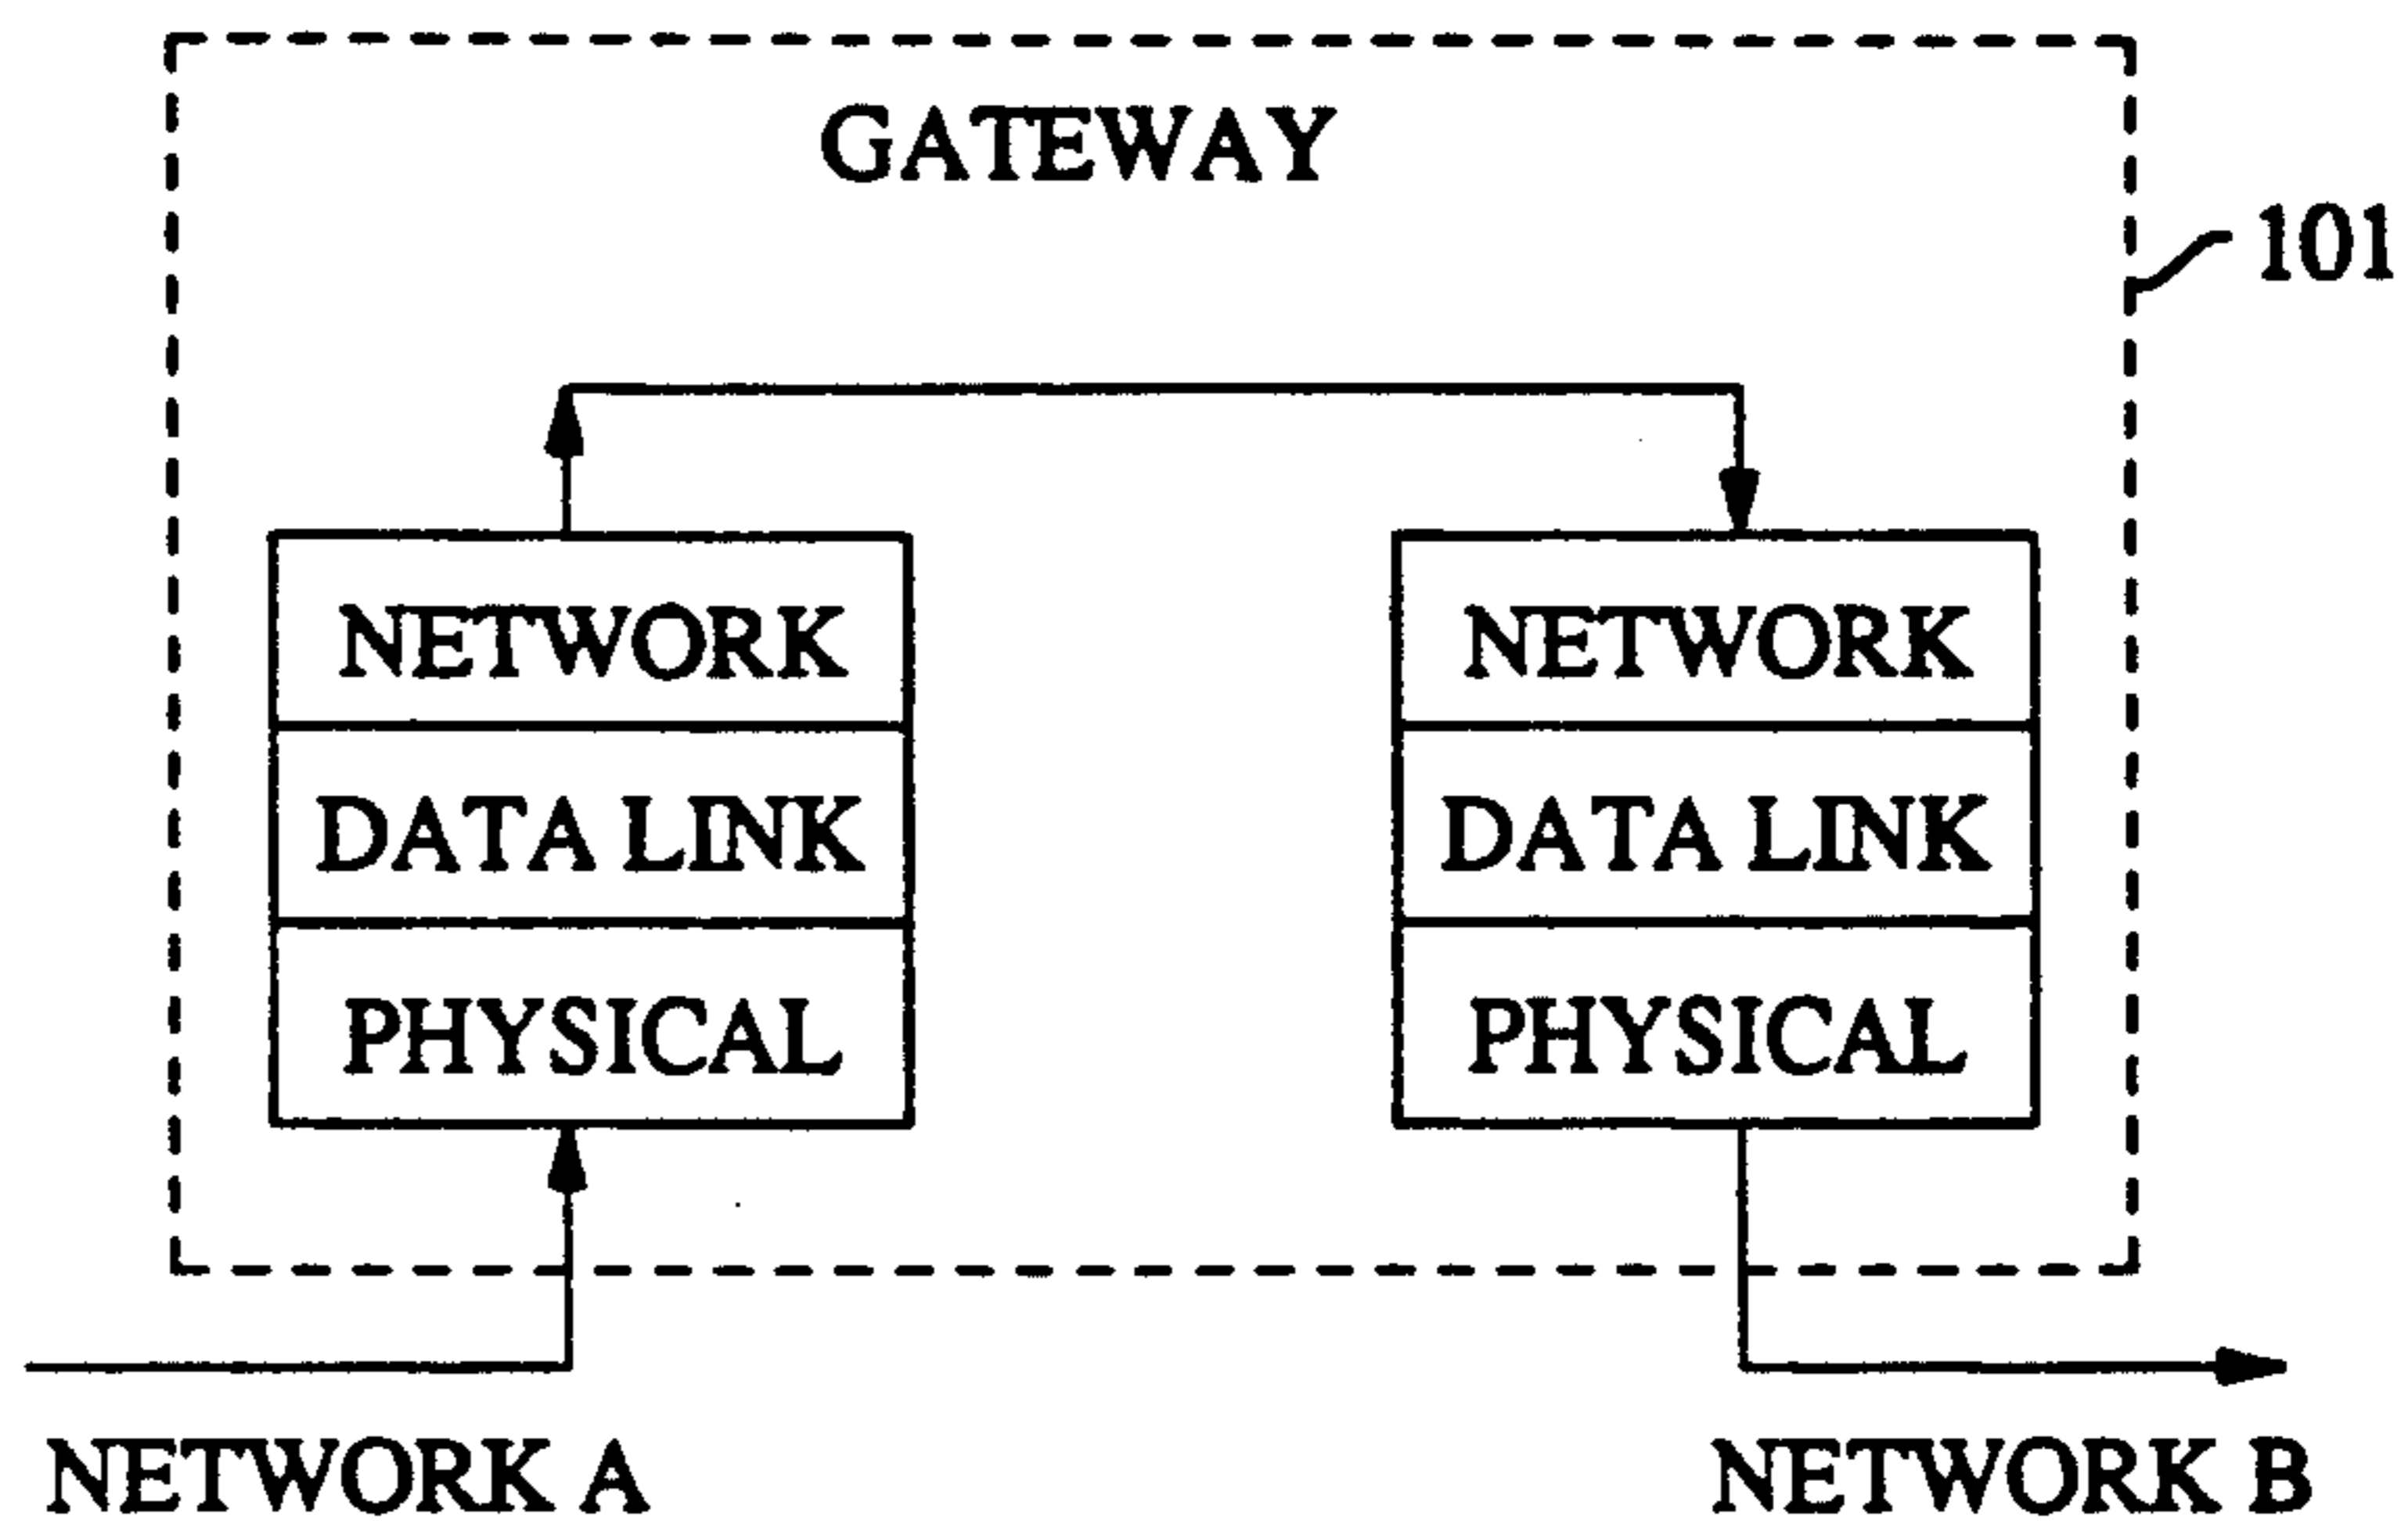 GATEWAY
101
NETWORK
DATA LINK
PHYSICAL
NETWORK
DATA LINK
PHYSICAL
NETWORK A
NETWORK B